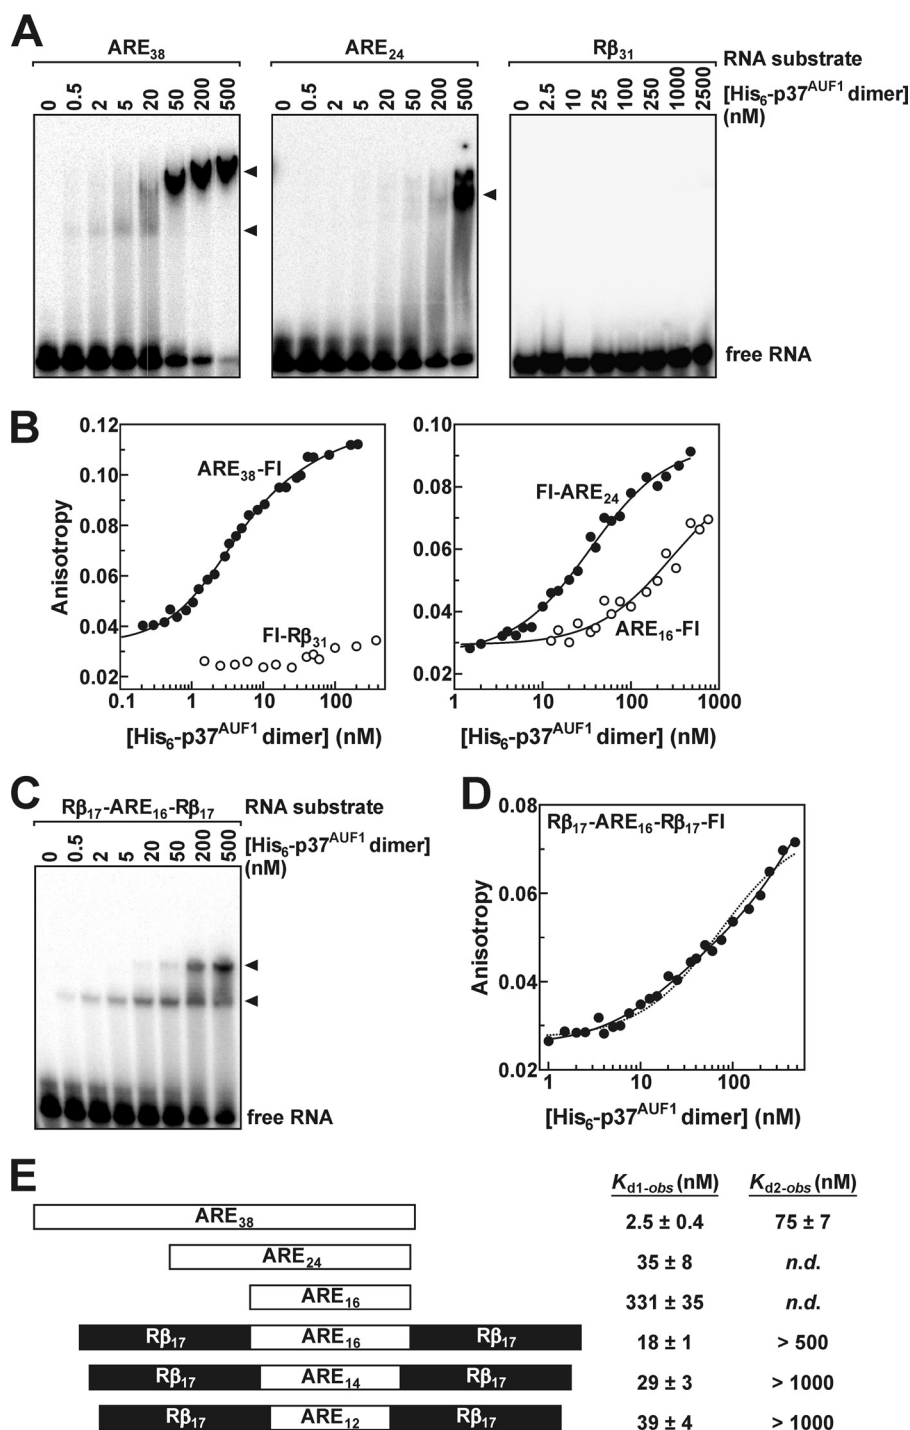 A
ARE38 ARE24 Rβ31 RNA substrate
0 0.5 2 5 20 50 200 500 0 0.5 2 5 20 50 200 500 0 2.5 10 25 100 250 1000 2500 [His6-p37AUF1 dimer] (nM)
free RNA
B
0.12
0.10
0.08
0.06
0.04
0.02
Anisotropy
ARE38-Fl
Fl-Rβ31
0.1 1 10 100
[His6-p37AUF1 dimer] (nM)
0.10
0.08
0.06
0.04
0.02
Fl-ARE24
ARE16-Fl
1 10 100 1000
[His6-p37AUF1 dimer] (nM)
C
Rβ17-ARE16-Rβ17 RNA substrate
0 0.5 2 5 20 50 200 500 [His6-p37AUF1 dimer]
(nM)
free RNA
D
0.08
0.06
0.04
0.02
Anisotropy
Rβ17-ARE16-Rβ17-Fl
1 10 100
[His6-p37AUF1 dimer] (nM)
E
Kd1-obs (nM) Kd2-obs (nM)
ARE38 2.5 ± 0.4 75 ± 7
ARE24 35 ± 8 n.d.
ARE16 331 ± 35 n.d.
Rβ17 ARE16 Rβ17 18 ± 1 > 500
Rβ17 ARE14 Rβ17 29 ± 3 > 1000
Rβ17 ARE12 Rβ17 39 ± 4 > 1000